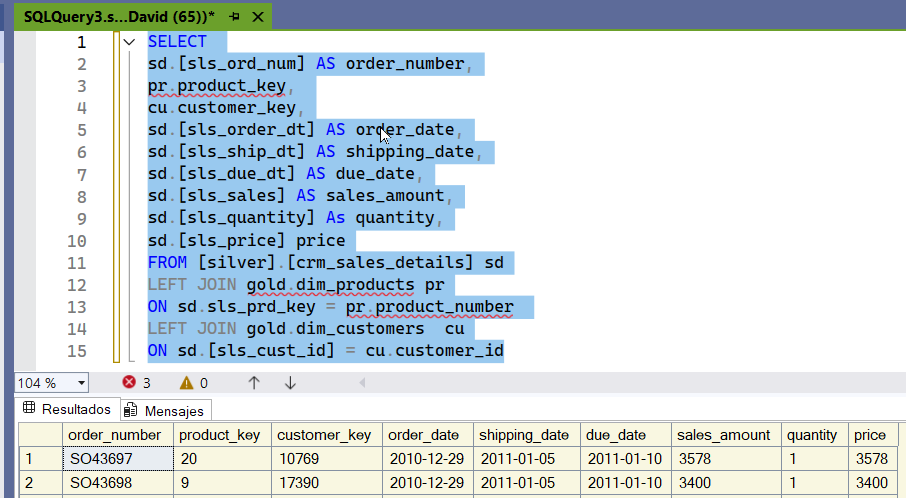 SQLQuery3.s...David (65))*
1 SELECT
2 sd.[sls_ord_num] AS order_number,
3 pr.product_key,
4 cu.customer_key,
5 sd.[sls_order_dt] AS order_date,
6 sd.[sls_ship_dt] AS shipping_date,
7 sd.[sls_due_dt] AS due_date,
8 sd.[sls_sales] AS sales_amount,
9 sd.[sls_quantity] As quantity,
10 sd.[sls_price] price
11 FROM [silver].[crm_sales_details] sd
12 LEFT JOIN gold.dim_products pr
13 ON sd.sls_prd_key = pr.product_number
14 LEFT JOIN gold.dim_customers  cu
15 ON sd.[sls_cust_id] = cu.customer_id
104 % 3 0
Resultados Mensajes
order_number product_key customer_key order_date shipping_date due_date sales_amount quantity price
1 SO43697 20 10769 2010-12-29 2011-01-05 2011-01-10 3578 1 3578
2 SO43698 9 17390 2010-12-29 2011-01-05 2011-01-10 3400 1 3400